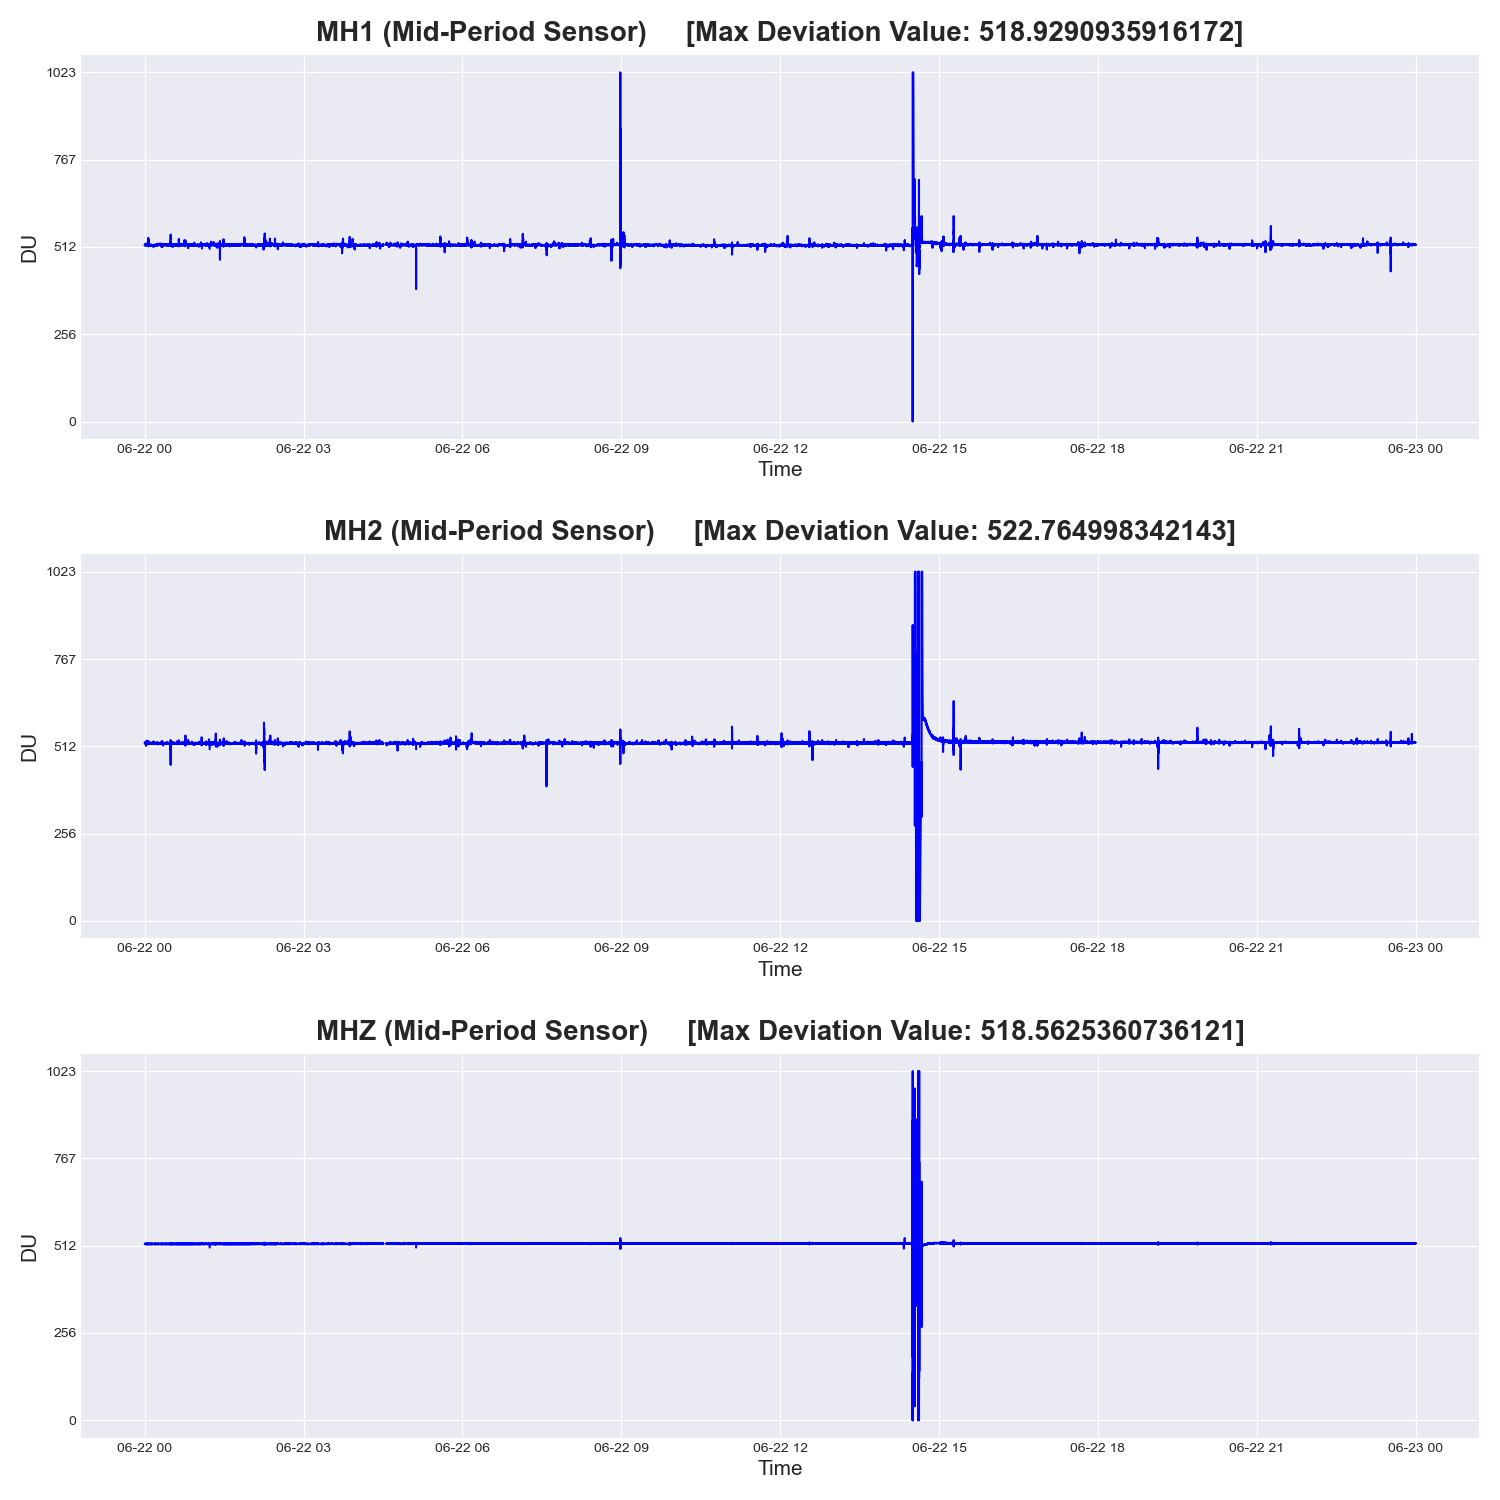 MH1 (Mid-Period Sensor) [Max Deviation Value: 518.9290935916172]
1023
767
512
256
0
DU
06-22 00 06-22 03 06-22 06 06-22 09 06-22 12 06-22 15 06-22 18 06-22 21 06-23 00
Time
MH2 (Mid-Period Sensor) [Max Deviation Value: 522.764998342143]
1023
767
512
256
0
DU
06-22 00 06-22 03 06-22 06 06-22 09 06-22 12 06-22 15 06-22 18 06-22 21 06-23 00
Time
MHZ (Mid-Period Sensor) [Max Deviation Value: 518.5625360736121]
1023
767
512
256
0
DU
06-22 00 06-22 03 06-22 06 06-22 09 06-22 12 06-22 15 06-22 18 06-22 21 06-23 00
Time